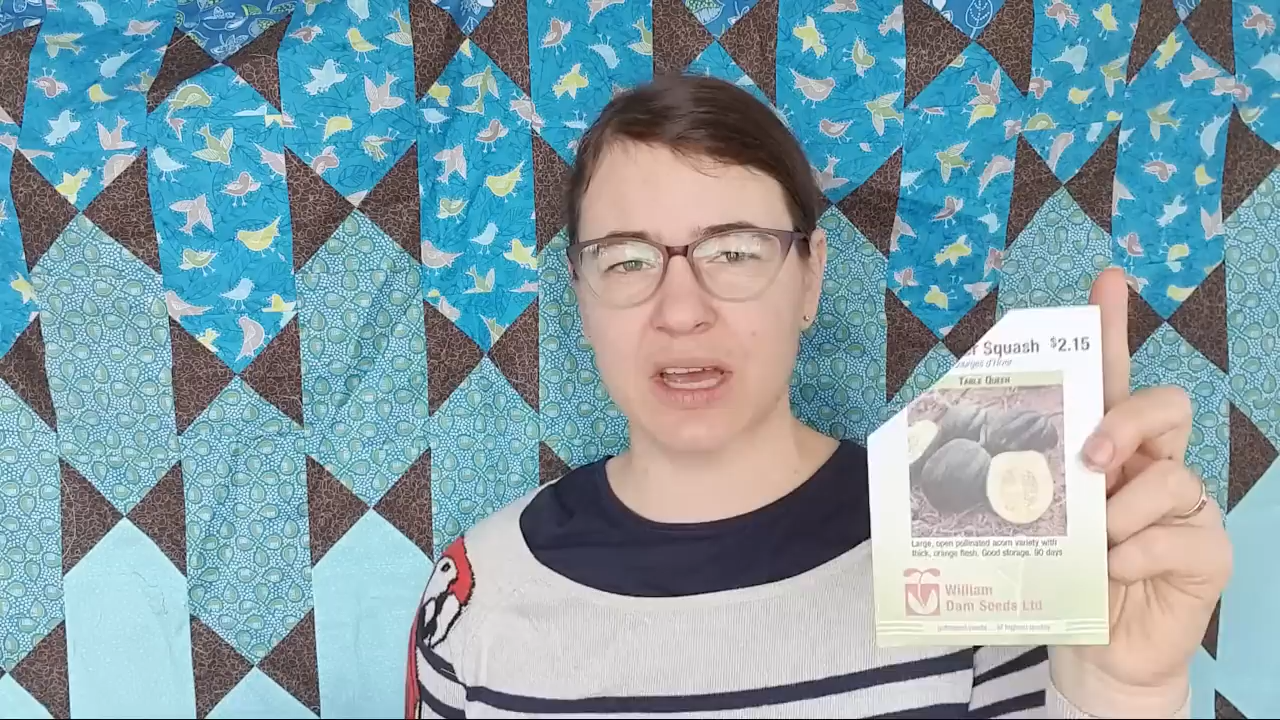 Squash $2.15
TABLE QUEEN
Large, open pollinated acorn variety with
thick, orange flesh. Good storage. 90 days
William
Dam Seeds Ltd